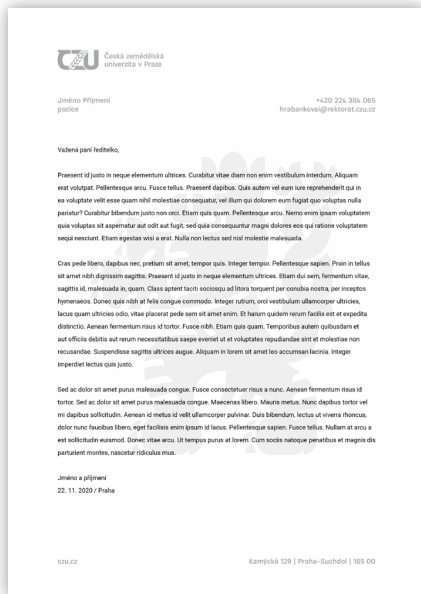 CZU
Česká zemědělská
univerzita v Praze
Jméno Příjmení
pozice
+420 224 384 065
hrabankovai@rektorat.czu.cz
Vážená paní ředitelko,
Praesent id justo in neque elementum ultrices. Curabitur vitae diam non enim vestibulum interdum. Aliquam
erat volutpat. Pellentesque arcu. Fusce tellus. Praesent dapibus. Quis autem vel eum iure reprehenderit qui in
ea voluptate velit esse quam nihil molestiae consequatur, vel illum qui dolorem eum fugiat quo voluptas nulla
pariatur? Curabitur bibendum justo non orci. Etiam quis quam. Pellentesque arcu. Nemo enim ipsam voluptatem
quia voluptas sit aspernatur aut odit aut fugit, sed quia consequuntur magni dolores eos qui ratione voluptatem
sequi nesciunt. Etiam egestas wisi a erat. Nulla non lectus sed nisl molestie malesuada.
Cras pede libero, dapibus nec, pretium sit amet, tempor quis. Integer tempor. Pellentesque sapien. Proin in tellus
sit amet nibh dignissim sagittis. Praesent id justo in neque elementum ultrices. Etiam dui sem, fermentum vitae,
sagittis id, malesuada in, quam. Class aptent taciti sociosqu ad litora torquent per conubia nostra, per inceptos
hymenaeos. Donec quis nibh at felis congue commodo. Integer rutrum, orci vestibulum ullamcorper ultricies,
lacus quam ultricies odio, vitae placerat pede sem sit amet enim. Et harum quidem rerum facilis est et expedita
distinctio. Aenean fermentum risus id tortor. Fusce nibh. Etiam quis quam. Temporibus autem quibusdam et
aut officiis debitis aut rerum necessitatibus saepe eveniet ut et voluptates repudiandae sint et molestiae non
recusandae. Suspendisse sagittis ultrices augue. Aliquam in lorem sit amet leo accumsan lacinia. Integer
imperdiet lectus quis justo.
Sed ac dolor sit amet purus malesuada congue. Fusce consectetuer risus a nunc. Aenean fermentum risus id
tortor. Sed ac dolor sit amet purus malesuada congue. Maecenas libero. Mauris metus. Nunc dapibus tortor vel
mi dapibus sollicitudin. Aenean id metus id velit ullamcorper pulvinar. Duis bibendum, lectus ut viverra rhoncus,
dolor nunc faucibus libero, eget facilisis enim ipsum id lacus. Pellentesque sapien. Fusce tellus. Nullam at arcu a
est sollicitudin euismod. Donec vitae arcu. Ut tempus purus at lorem. Cum sociis natoque penatibus et magnis dis
parturient montes, nascetur ridiculus mus.
Jméno a příjmení
22. 11. 2020 / Praha
czu.cz
Kamýcká 129 | Praha-Suchdol | 165 00